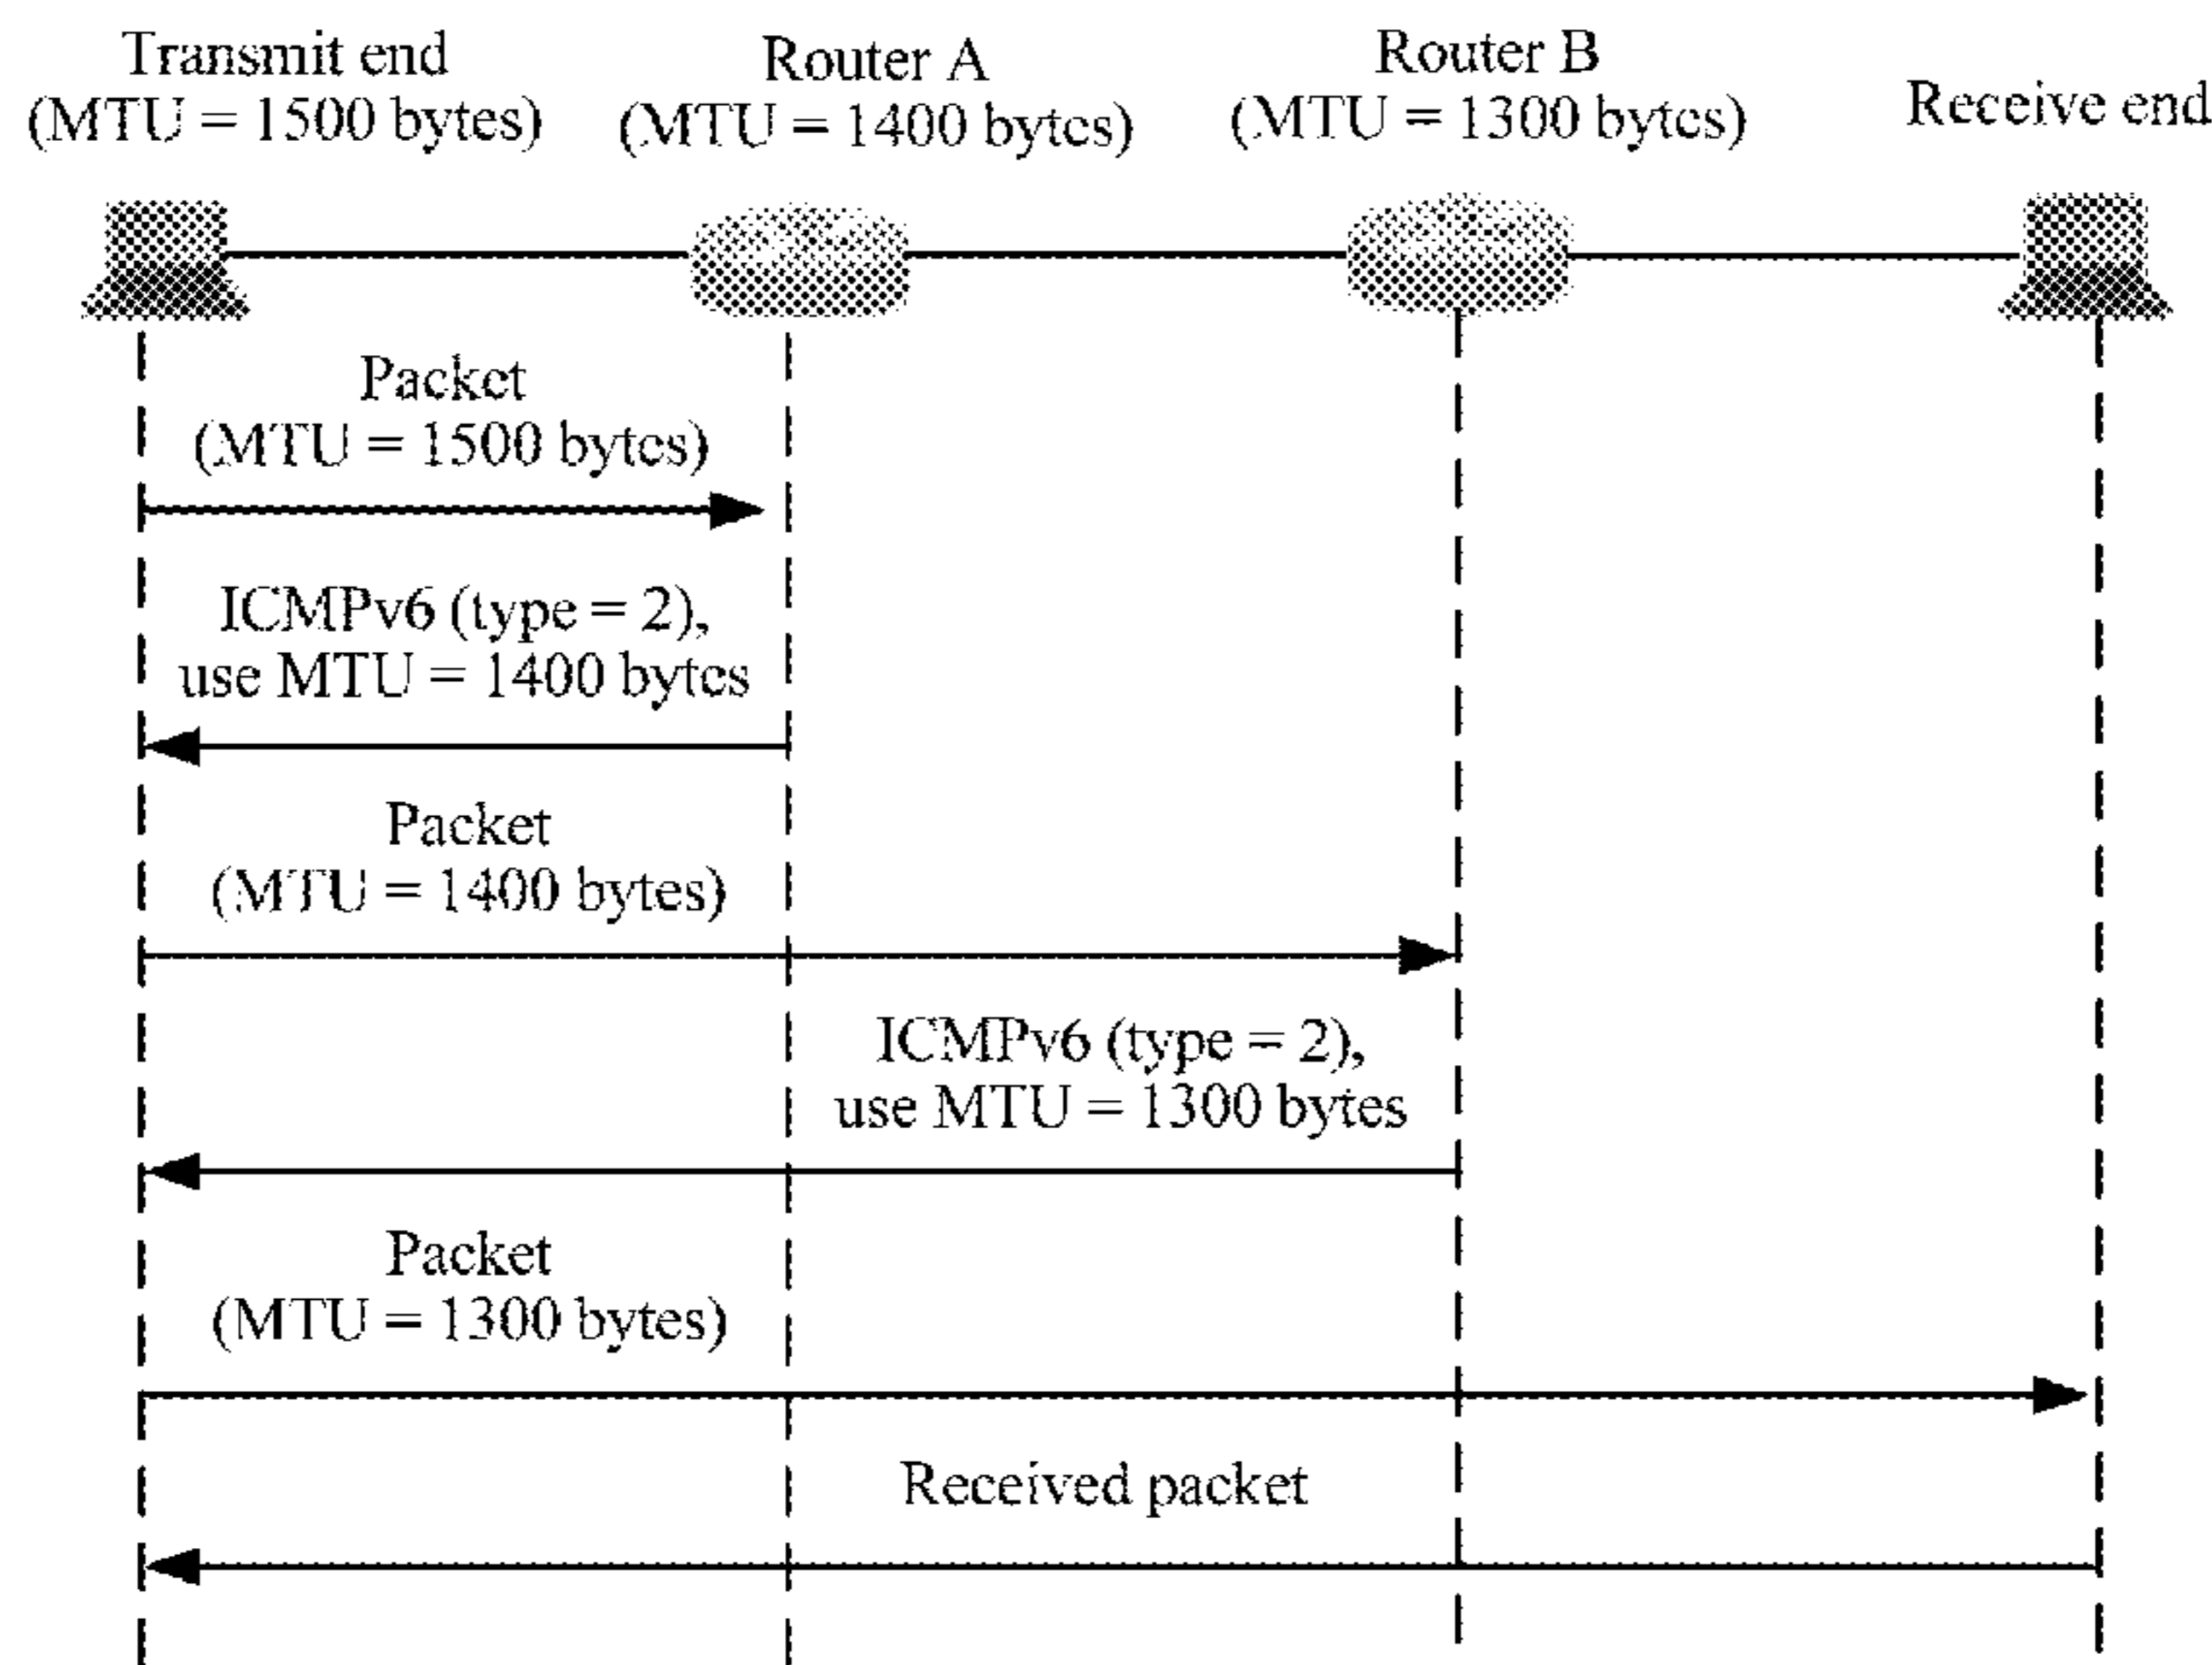 Transmit end
(MTU = 1500 bytes)
Router A
(MTU = 1400 bytes)
Router B
(MTU = 1300 bytes)
Receive end
Packet
(MTU = 1500 bytes)
ICMPv6 (type = 2),
use MTU = 1400 bytes
Packet
(MTU = 1400 bytes)
ICMPv6 (type = 2),
use MTU = 1300 bytes
Packet
(MTU = 1300 bytes)
Received packet